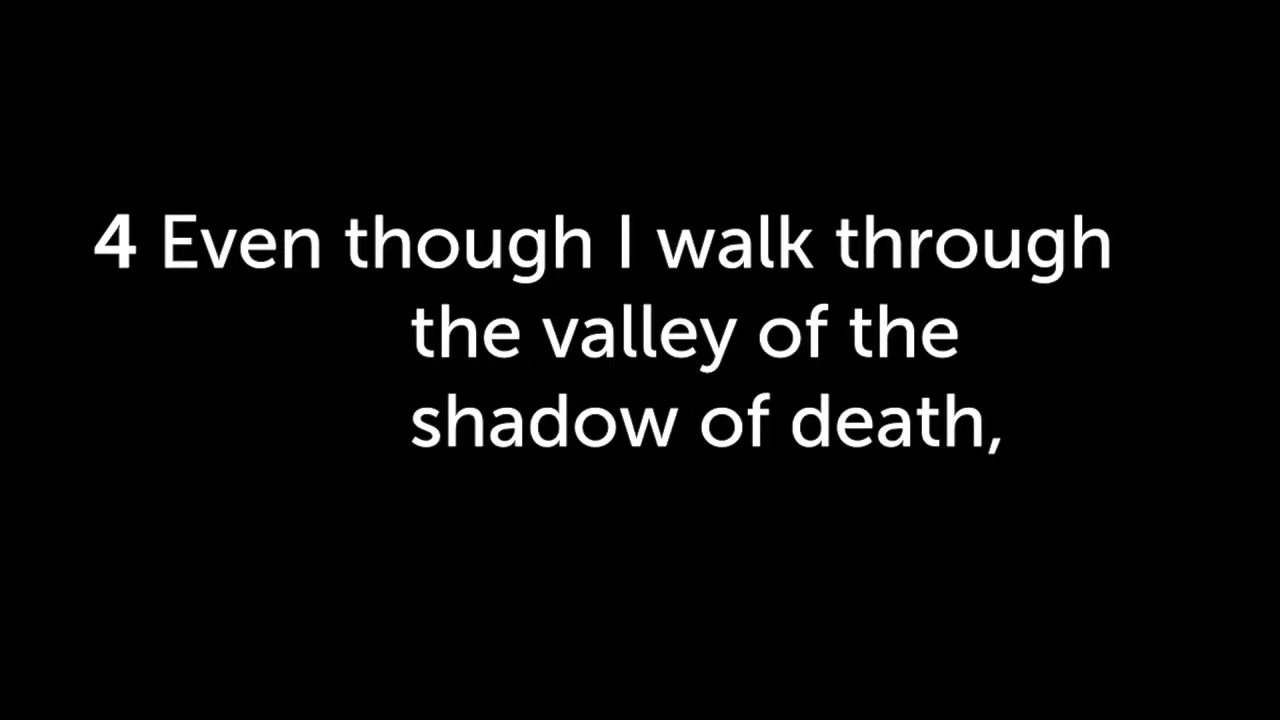 4 Even though I walk through
the valley of the
shadow of death,